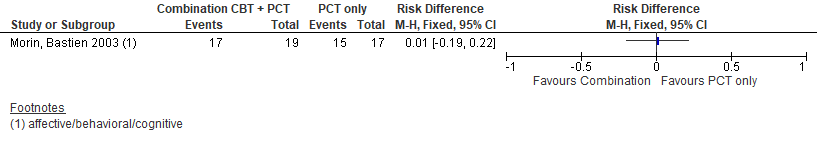 Combination CBT + PCT PCT only Risk Difference Risk Difference
Study or Subgroup Events Total Events Total M-H, Fixed, 95% CI M-H, Fixed, 95% CI
Morin, Bastien 2003 (1) 17 19 15 17 0.01 [-0.19, 0.22]
-1 -0.5 0 0.5 1
Favours Combination Favours PCT only
Footnotes
(1) affective/behavioral/cognitive